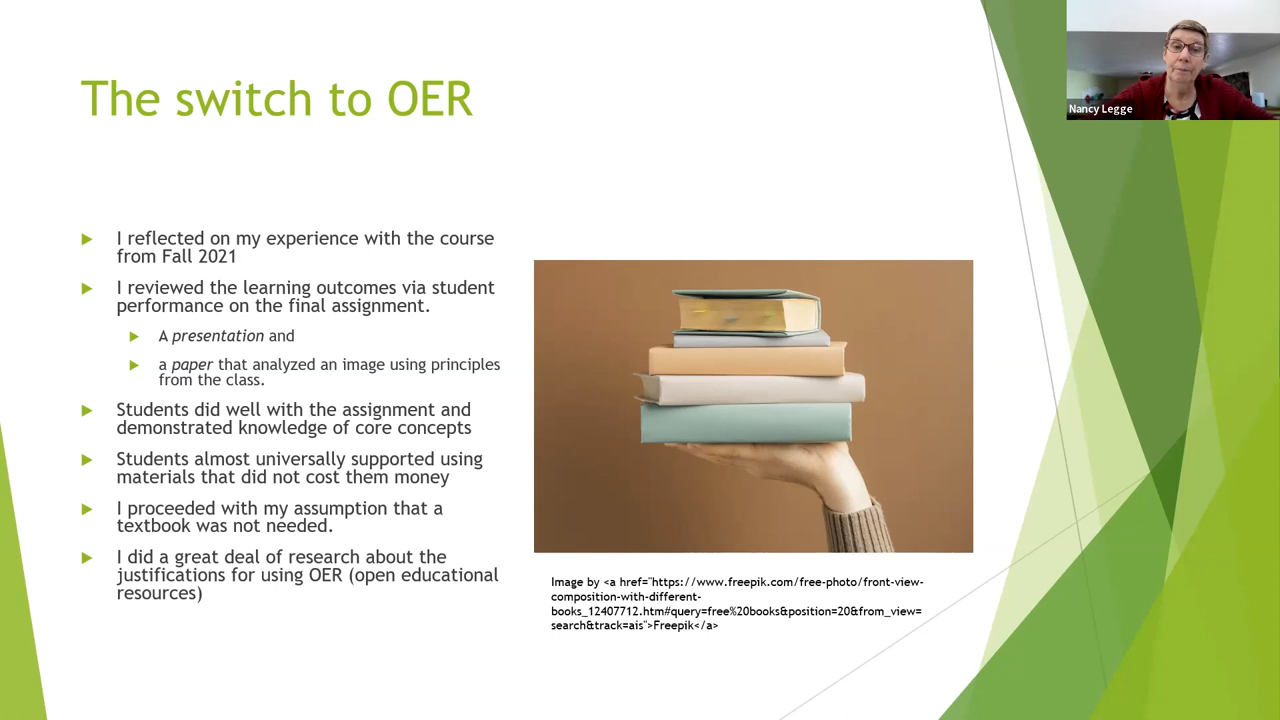 The switch to OER
I reflected on my experience with the course
from Fall 2021
I reviewed the learning outcomes via student
performance on the final assignment.
A presentation and
a paper that analyzed an image using principles
from the class.
Students did well with the assignment and
demonstrated knowledge of core concepts
Students almost universally supported using
materials that did not cost them money
I proceeded with my assumption that a
textbook was not needed.
I did a great deal of research about the
justifications for using OER (open educational
resources)
Image by <a href="https://www.freepik.com/free-photo/front-view-
composition-with-different-
books_12407712.htm#query=free%20books&position=20&from_view=
search&track=ais">Freepik</a>
Nancy Legge